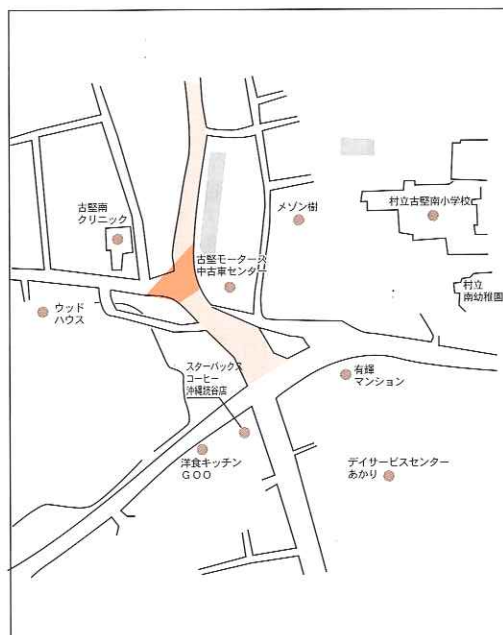 古堅南
クリニック
メゾン樹
村立古堅南小学校
古堅モータース
中古車センター
村立
南幼稚園
ウッド
ハウス
スターバックス
コーヒー
沖縄読谷店
有輝
マンション
洋食キッチン
GOO
デイサービスセンター
あかり